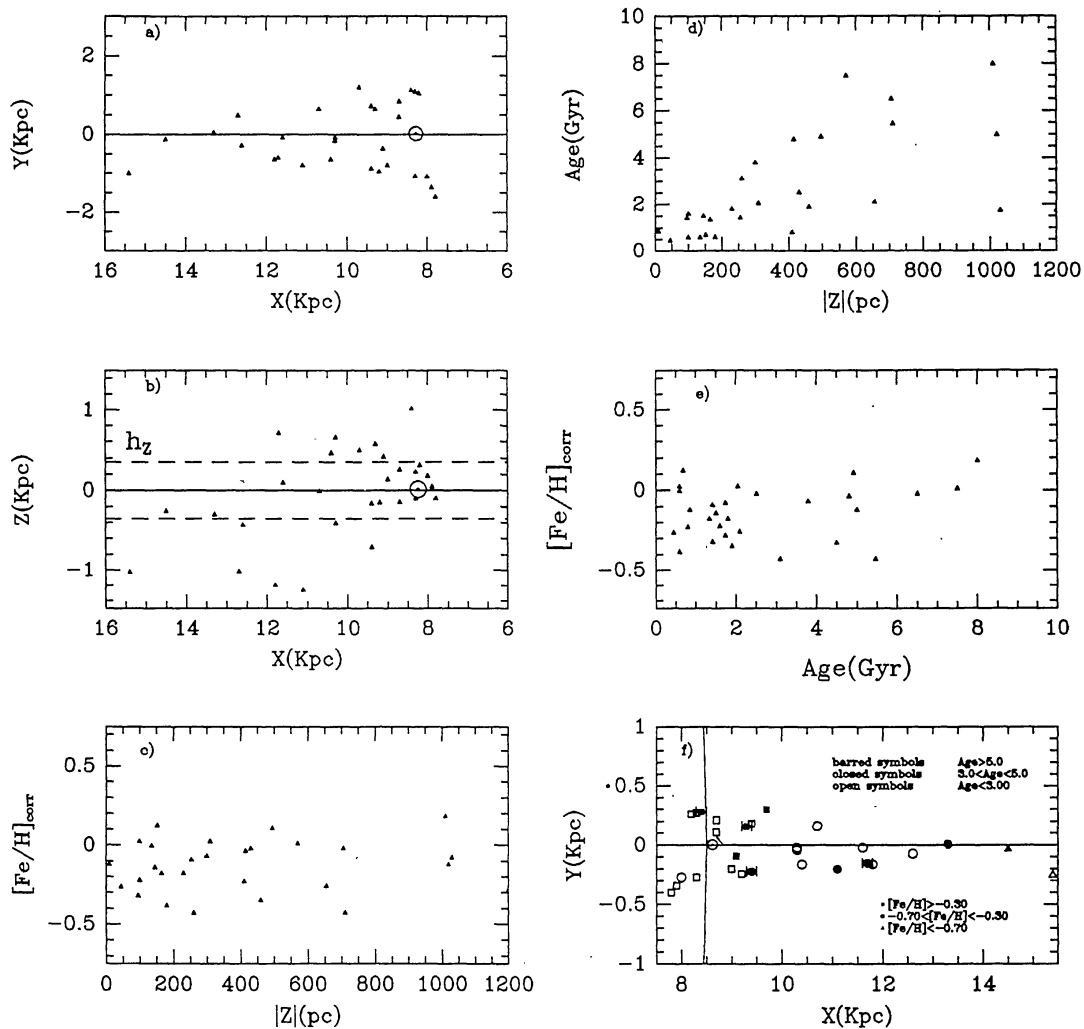 a)
2
0
-2
Y(Kpc)
16 14 12 10 8 6
X(Kpc)
d)
10
8
6
4
2
0
Age(Gyr)
0 200 400 600 800 1000 1200
|Z|(pc)
b)
h_Z
1
0
-1
Z(Kpc)
16 14 12 10 8 6
X(Kpc)
e)
0.5
0
-0.5
[Fe/H]corr
0 2 4 6 8 10
Age(Gyr)
c)
0.5
0
-0.5
[Fe/H]corr
0 200 400 600 800 1000 1200
|Z|(pc)
f)
barred symbols Age>5.0
closed symbols 3.0<Age<5.0
open symbols Age<3.00
[Fe/H]>-0.30
-0.70<[Fe/H]<-0.30
[Fe/H]<-0.70
1
0.5
0
-0.5
-1
Y(Kpc)
8 10 12 14
X(Kpc)